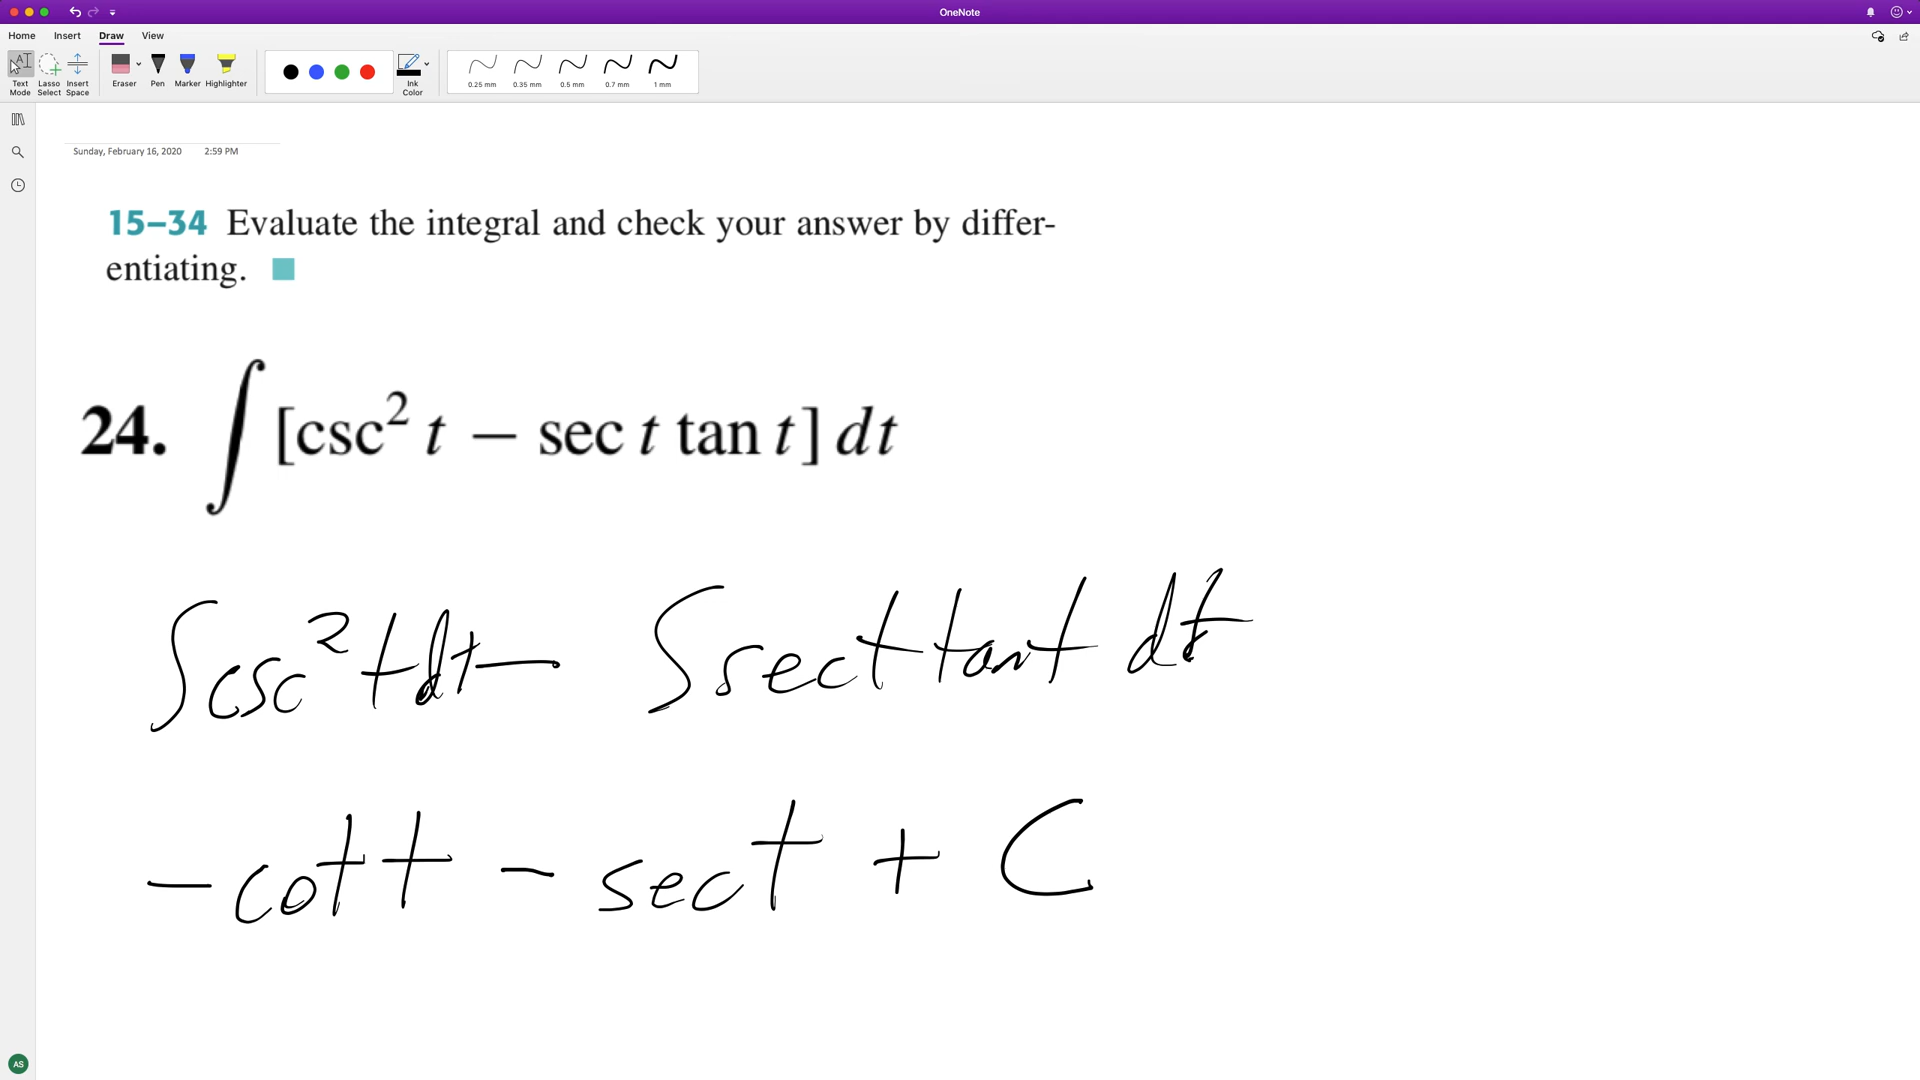 OneNote
Home Insert Draw View
Text Mode Lasso Select Insert Space Eraser Pen Marker Highlighter Ink Color 0.25 mm 0.35 mm 0.5 mm 0.7 mm 1 mm
Sunday, February 16, 2020 2:59 PM
15–34 Evaluate the integral and check your answer by differ-
entiating.
24. ∫ [csc² t − sec t tan t] dt
∫ csc² t dt − ∫ sec t tan t dt
− cot t − sec t + C
AS